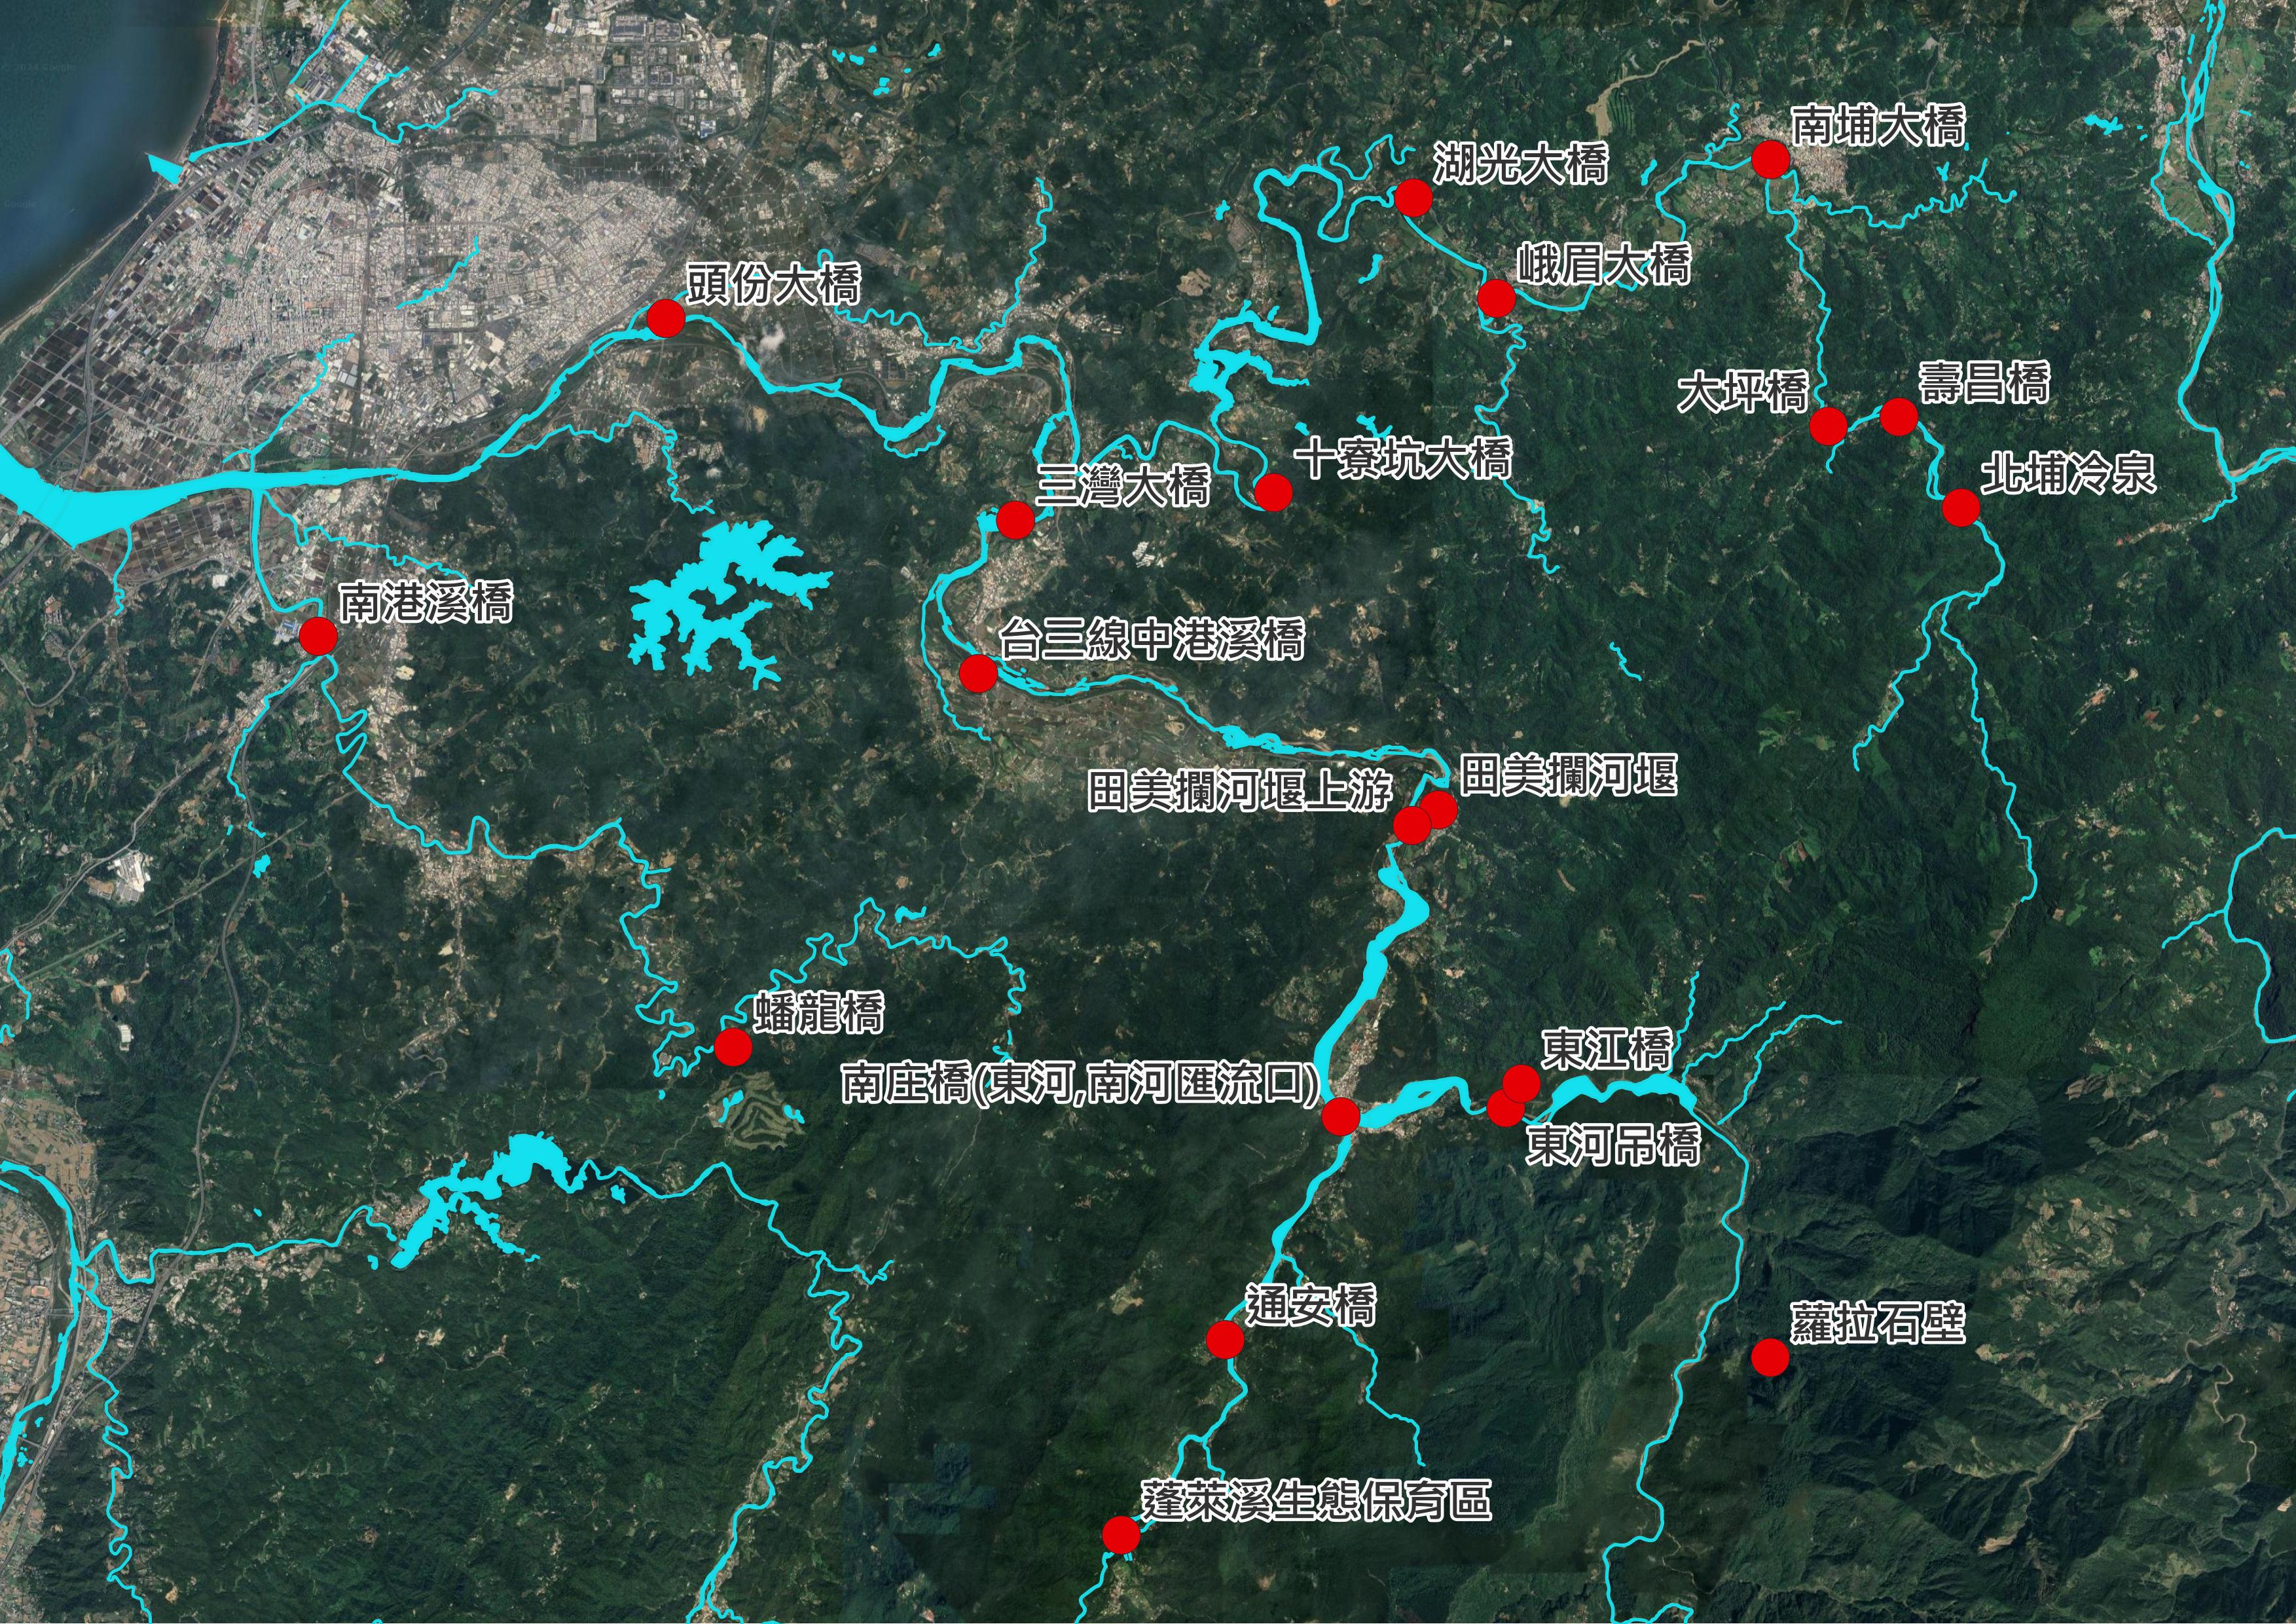 © 2024 Google
Google
南埔大橋
湖光大橋
峨眉大橋
頭份大橋
壽昌橋
大坪橋
十寮坑大橋
北埔冷泉
三灣大橋
南港溪橋
台三線中港溪橋
田美攔河堰
田美攔河堰上游
蟠龍橋
東江橋
南庄橋(東河,南河匯流口)
東河吊橋
通安橋
蘿拉石壁
蓬萊溪生態保育區